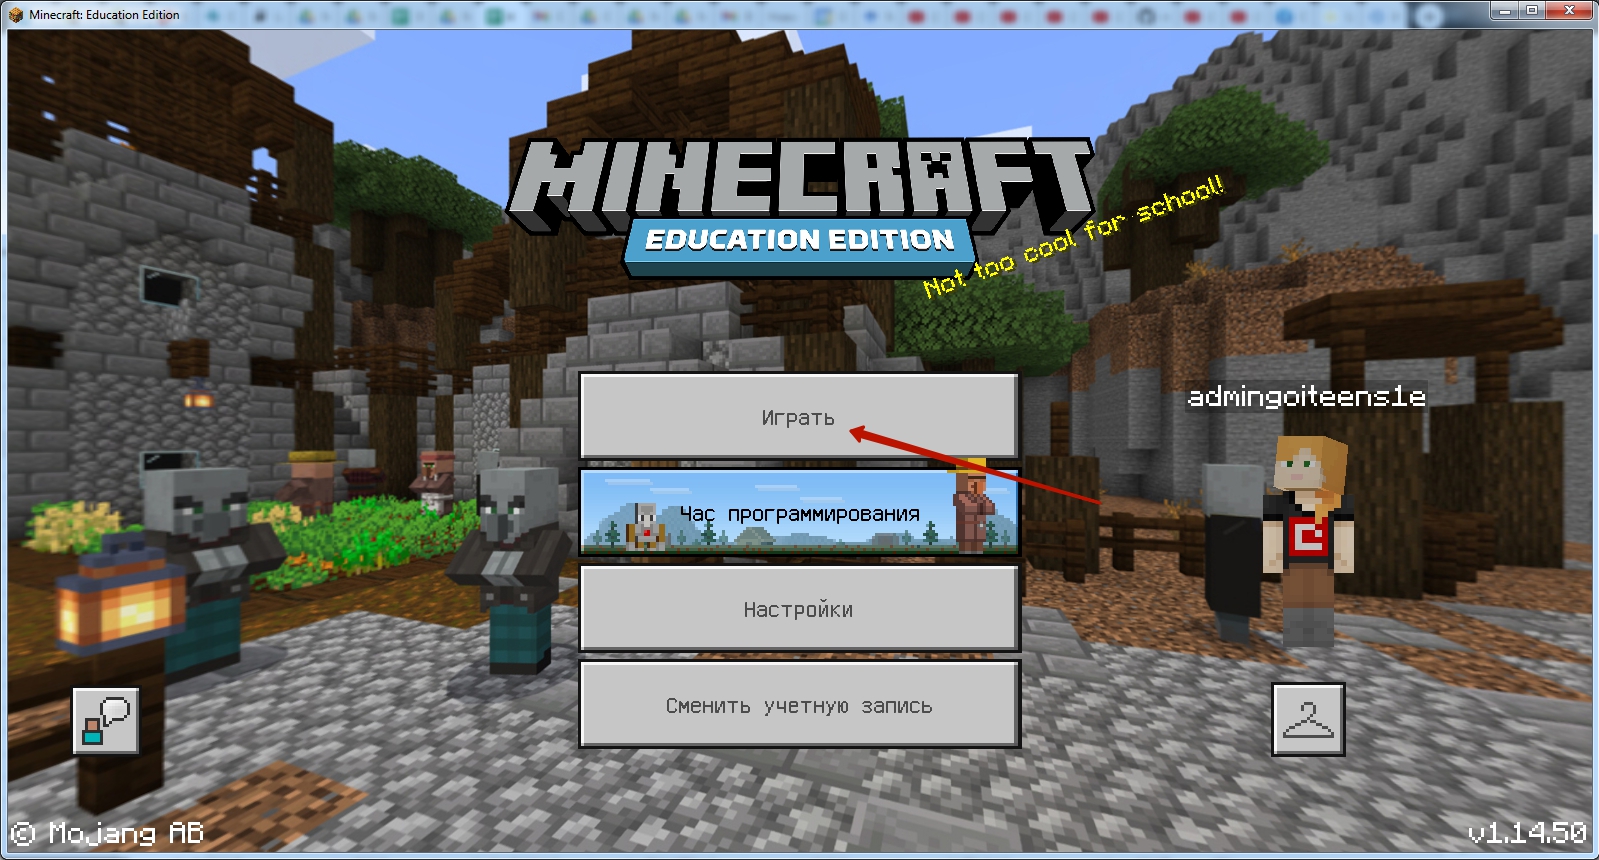 Minecraft: Education Edition
MINECRAFT
EDUCATION EDITION
Not too cool for school!
Играть
admingoiteens1e
Час программирования
Настройки
Сменить учетную запись
© Mojang AB
v1.14.50